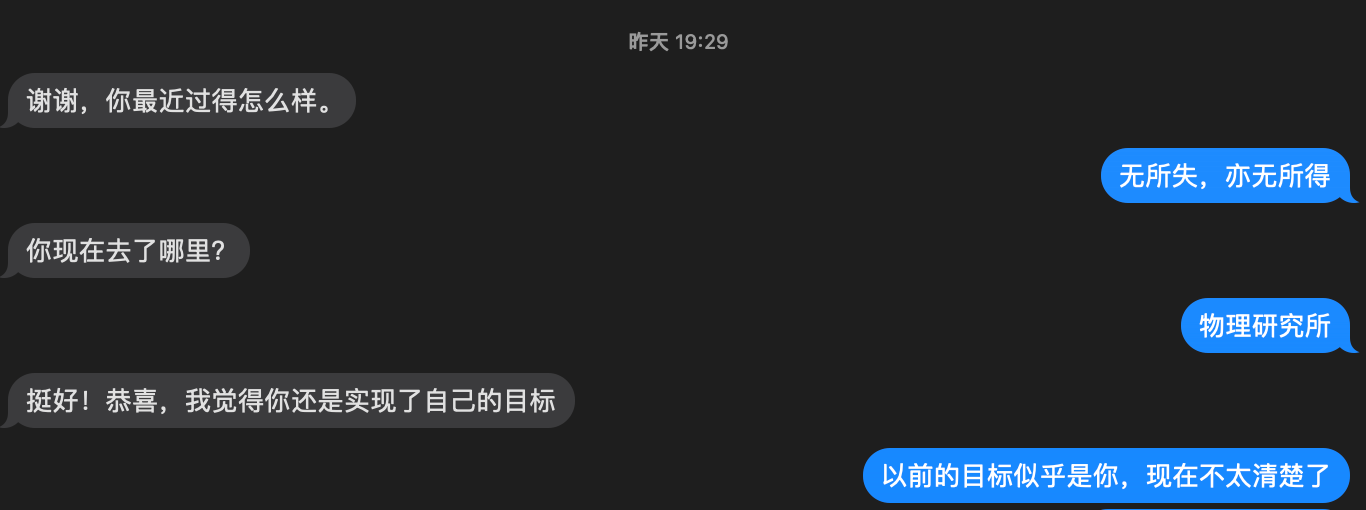 昨天 19:29
谢谢，你最近过得怎么样。
无所失，亦无所得
你现在去了哪里？
物理研究所
挺好！恭喜，我觉得你还是实现了自己的目标
以前的目标似乎是你，现在不太清楚了